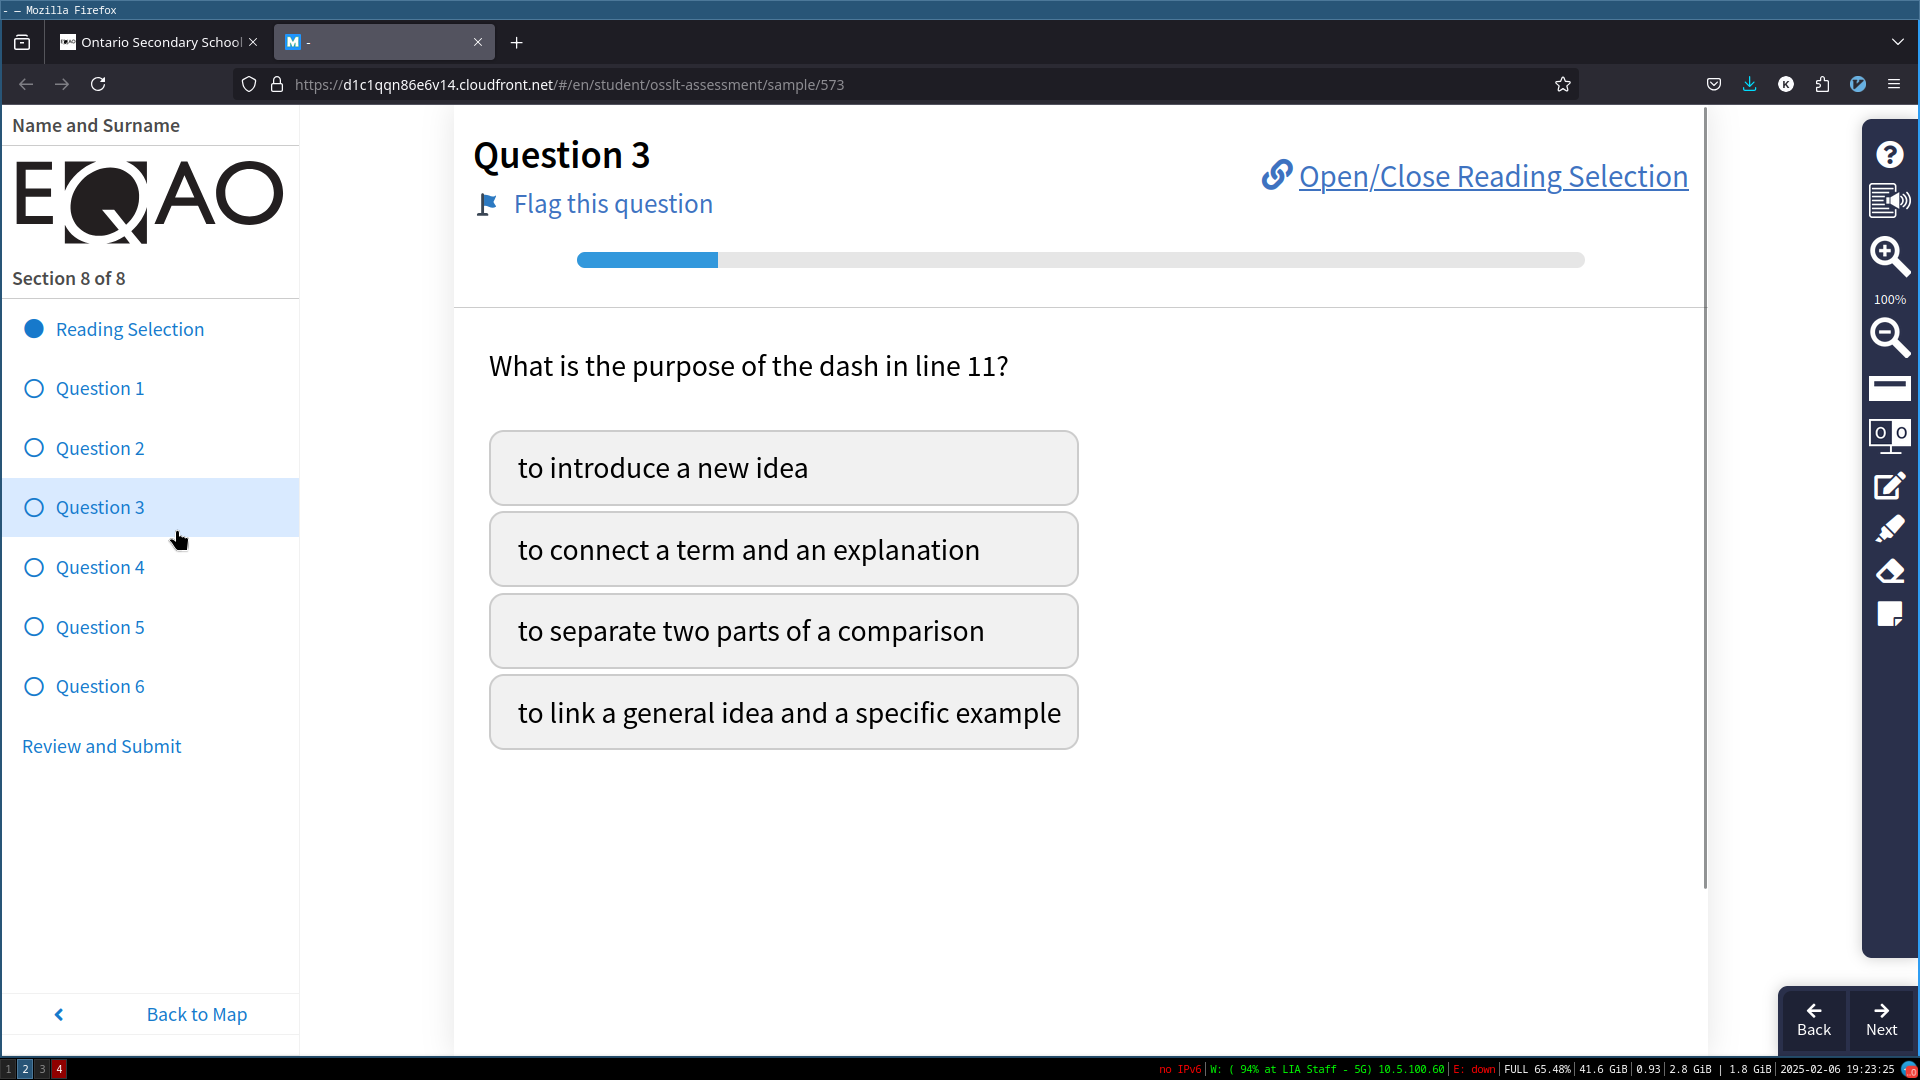 - — Mozilla Firefox
EQAO Ontario Secondary School
M -
https://d1c1qqn86e6v14.cloudfront.net/#/en/student/osslt-assessment/sample/573
K
Name and Surname
EQAO
Section 8 of 8
Reading Selection
Question 1
Question 2
Question 3
Question 4
Question 5
Question 6
Review and Submit
Back to Map
Question 3
Flag this question
Open/Close Reading Selection
What is the purpose of the dash in line 11?
to introduce a new idea
to connect a term and an explanation
to separate two parts of a comparison
to link a general idea and a specific example
?
100%
O O
Back
Next
1 2 3 4
no IPv6 | W: ( 94% at LIA Staff - 5G) 10.5.100.60 | E: down | FULL 65.48% | 41.6 GiB | 0.93 | 2.8 GiB | 1.8 GiB | 2025-02-06 19:23:25